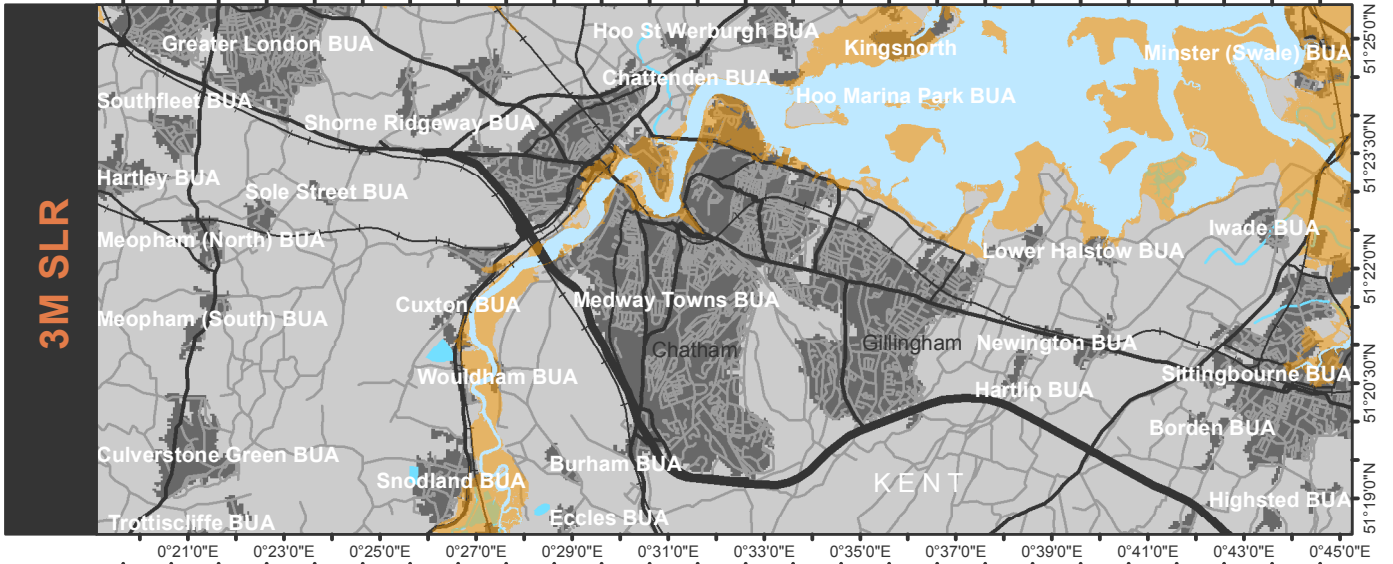 3M SLR
Greater London BUA
Hoo St Werburgh BUA
Kingsnorth
Minster (Swale) BUA
Chattenden BUA
Southfleet BUA
Hoo Marina Park BUA
Shorne Ridgeway BUA
Hartley BUA
Sole Street BUA
Meopham (North) BUA
Iwade BUA
Lower Halstow BUA
Cuxton BUA
Medway Towns BUA
Meopham (South) BUA
Chatham
Gillingham
Newington BUA
Wouldham BUA
Sittingbourne BUA
Hartlip BUA
Borden BUA
Culverstone Green BUA
Burham BUA
Snodland BUA
KENT
Highsted BUA
Trottiscliffe BUA
Eccles BUA
51°25'0"N
51°23'30"N
51°22'0"N
51°20'30"N
51°19'0"N
0°21'0"E 0°23'0"E 0°25'0"E 0°27'0"E 0°29'0"E 0°31'0"E 0°33'0"E 0°35'0"E 0°37'0"E 0°39'0"E 0°41'0"E 0°43'0"E 0°45'0"E